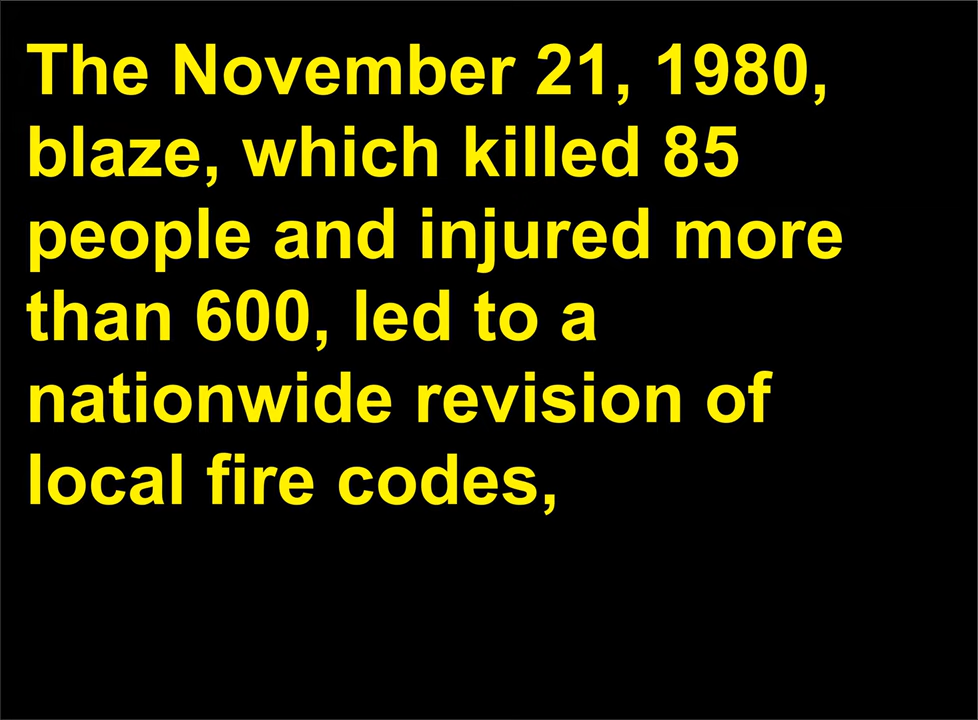 The November 21, 1980,
blaze, which killed 85
people and injured more
than 600, led to a
nationwide revision of
local fire codes,